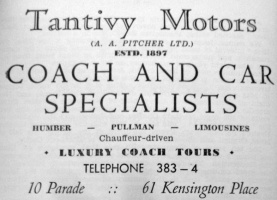 Tantivy Motors
(A. A. PITCHER LTD.)
ESTD. 1897
COACH AND CAR
SPECIALISTS
HUMBER – PULLMAN – LIMOUSINES
Chauffeur-driven
• LUXURY COACH TOURS •
TELEPHONE 383–4
10 Parade :: 61 Kensington Place